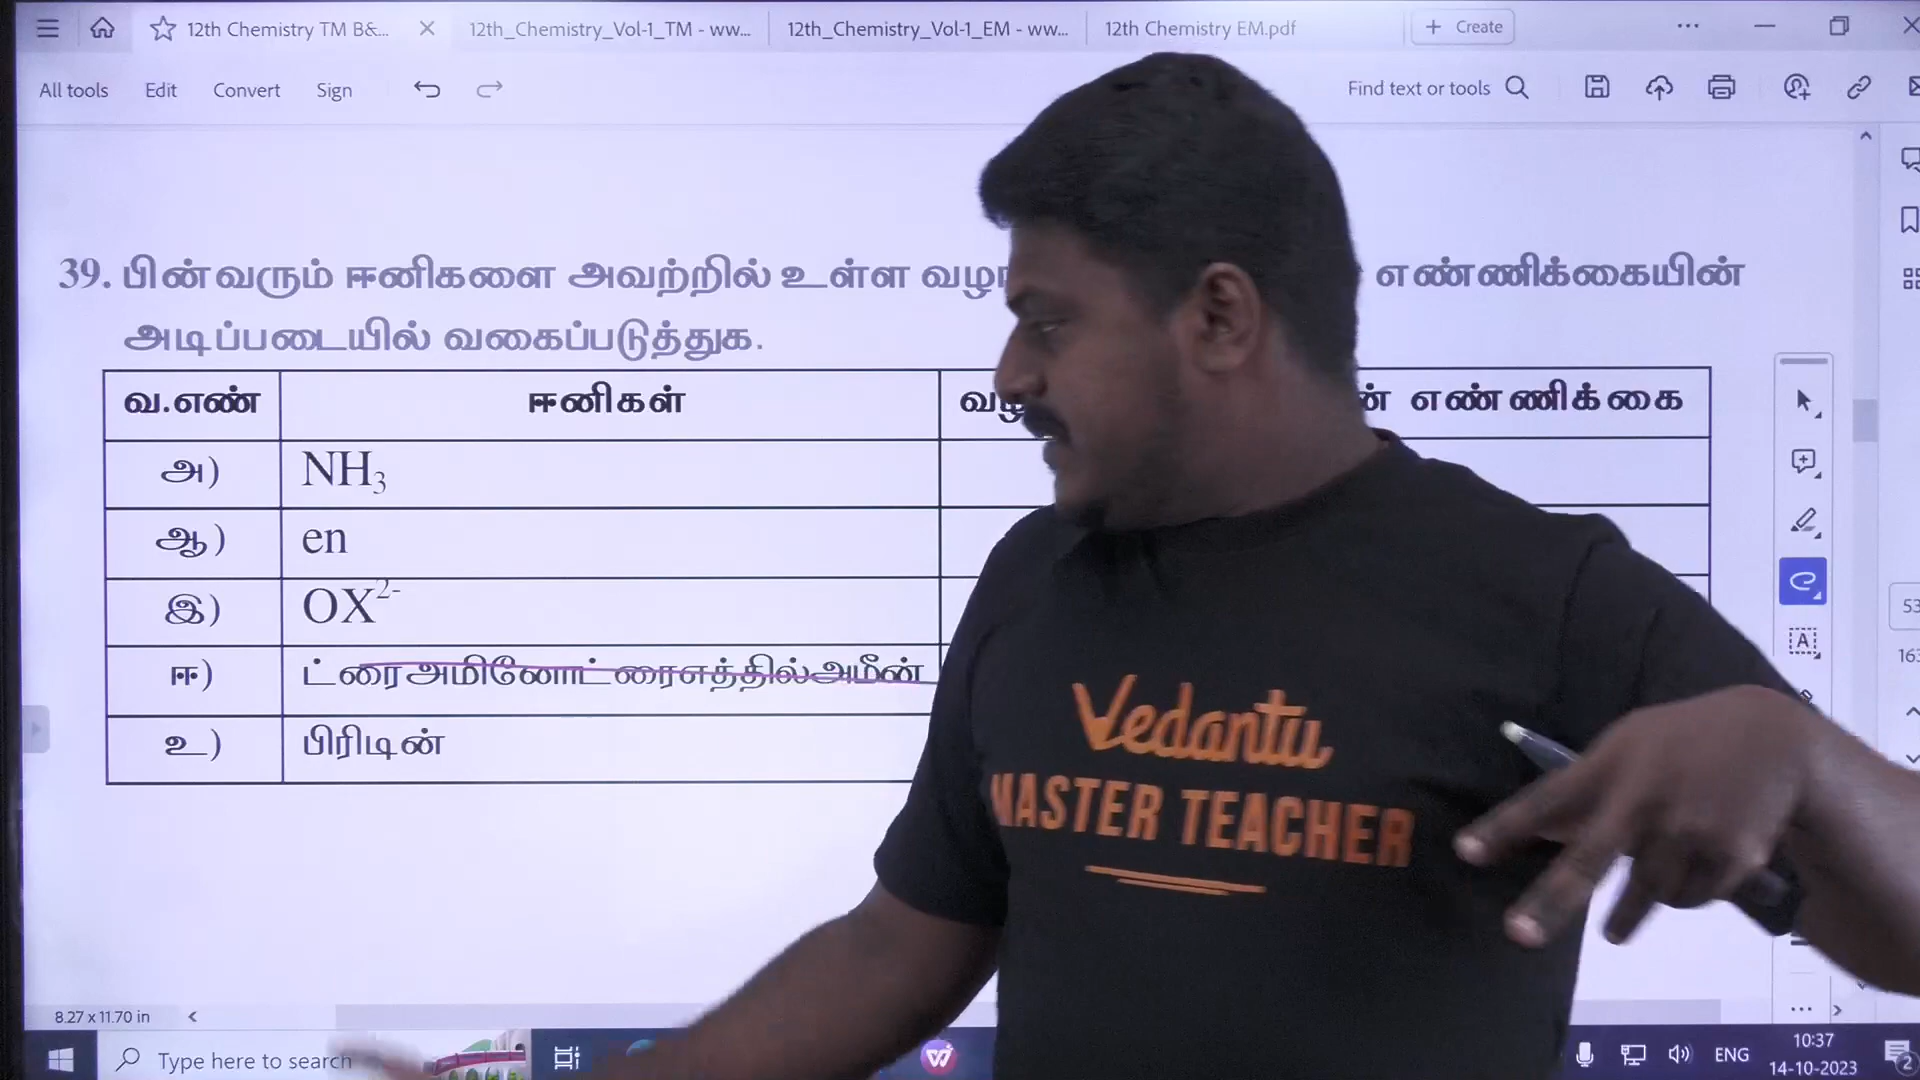 12th Chemistry TM B&... 12th_Chemistry_Vol-1_TM - ww... 12th_Chemistry_Vol-1_EM - ww... 12th Chemistry EM.pdf + Create
All tools Edit Convert Sign Find text or tools
39. பின்வரும் ஈனிகளை அவற்றில் உள்ள எண்ணிக்கையின்
அடிப்படையில் வகைப்படுத்துக.
வ.எண் ஈனிகள் எண்ணிக்கை
அ) NH3
ஆ) en
இ) OX2-
ஈ) ட்ரைஅமினோட்ரைஎத்தில்அமீன்
உ) பிரிடின்
Vedantu
MASTER TEACHER
53
163
8.27 x 11.70 in
Type here to search ENG 10:37
14-10-2023
2